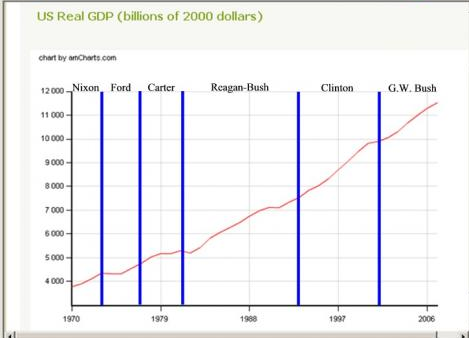 US Real GDP (billions of 2000 dollars)
chart by amCharts.com
Nixon Ford Carter Reagan-Bush Clinton G.W. Bush
12 000
11 000
10 000
9 000
8 000
7 000
6 000
5 000
4 000
1970 1979 1988 1997 2006